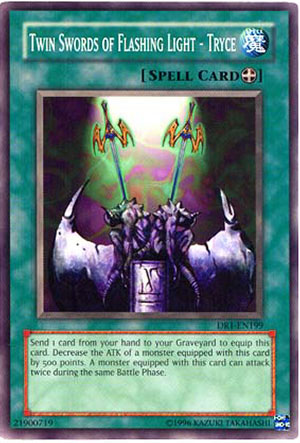 TWIN SWORDS OF FLASHING LIGHT - TRYCE
[SPELL CARD]
DR1-EN199
Send 1 card from your hand to your Graveyard to equip this
card. Decrease the ATK of a monster equipped with this card
by 500 points. A monster equipped with this card can attack
twice during the same Battle Phase.
21900719
©1996 KAZUKI TAKAHASHI